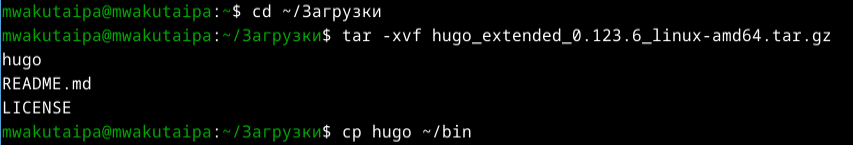 mwakutaipa@mwakutaipa:~$ cd ~/Загрузки
mwakutaipa@mwakutaipa:~/Загрузки$ tar -xvf hugo_extended_0.123.6_linux-amd64.tar.gz
hugo
README.md
LICENSE
mwakutaipa@mwakutaipa:~/Загрузки$ cp hugo ~/bin